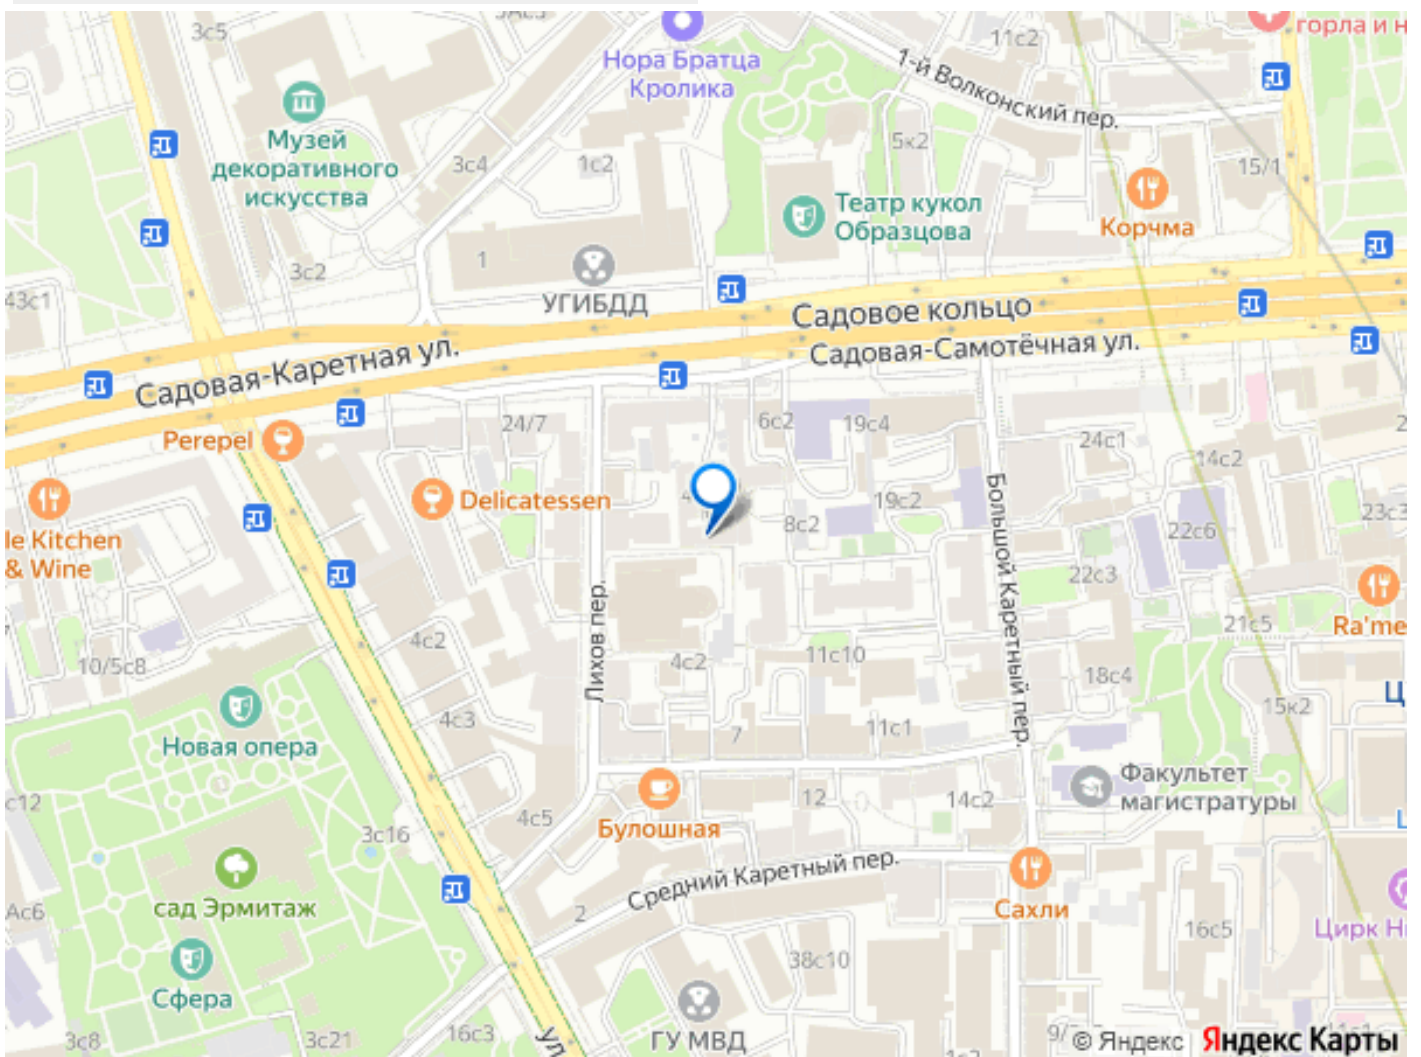 3с5
Нора Братца
Кролика
11с2
горла и н
1-й Волконский пер.
Музей
декоративного
искусства
3с4
1с2
5к2
15/1
Театр кукол
Образцова
Корчма
43с1
3с2
1
УГИБДД
Садовое кольцо
Садовая-Каретная ул.
Садовая-Самотёчная ул.
Perepel
24/7
6с2
19с4
24с1
14с2
Delicatessen
le Kitchen
& Wine
8с2
19с2
Большой Каретный пер.
22с6
23с3
22с3
Лихов пер.
4с2
21с5
Ra'me
10/5с8
4с2
11с10
18с4
15к2
Ц
Новая опера
4с3
7
11с1
с12
Факультет
магистратуры
Булошная
12
14с2
3с16
4с5
Средний Каретный пер.
сад Эрмитаж
2
Сахли
Ас6
16с5
Цирк Н
Сфера
38с10
3с8
3с21
16с3
ул
ГУ МВД
© Яндекс Яндекс Карты